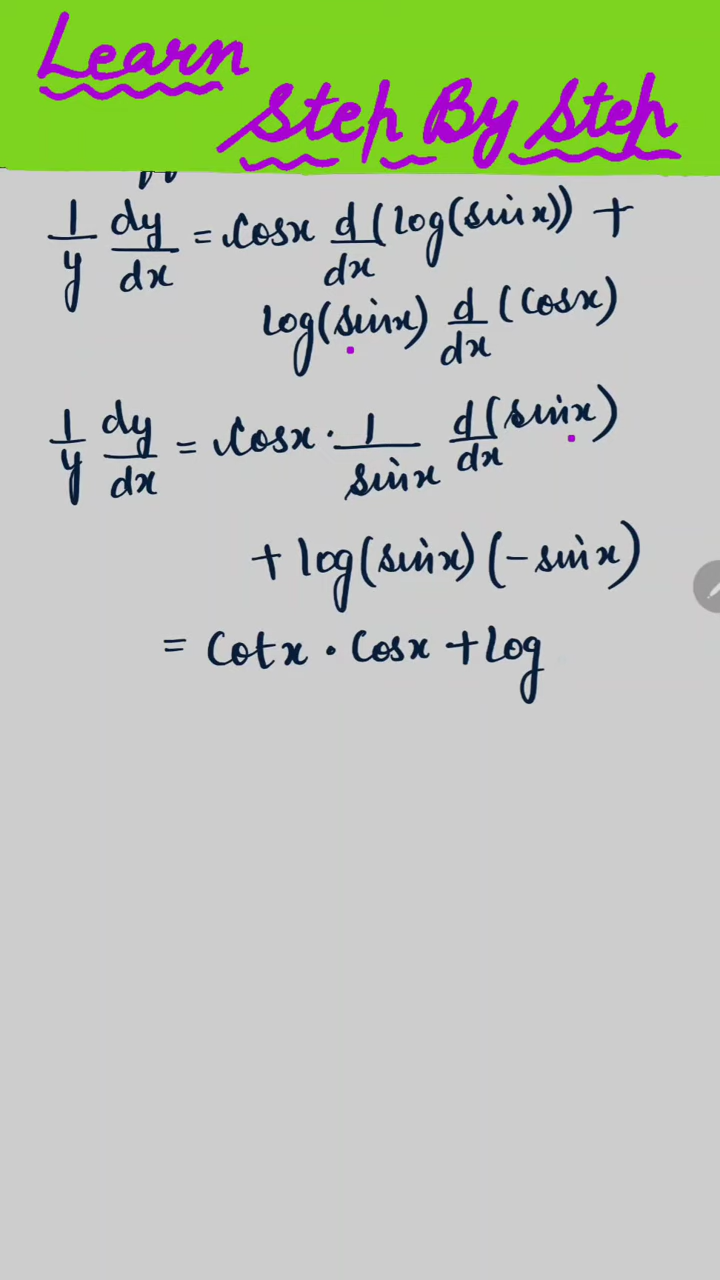 Learn
Step By Step
1/y dy/dx = cosx d/dx (log(sinx)) +
log(sinx) d/dx (cosx)
1/y dy/dx = cosx · 1/sinx d/dx (sinx)
+ log(sinx) (-sinx)
= cotx · cosx + log